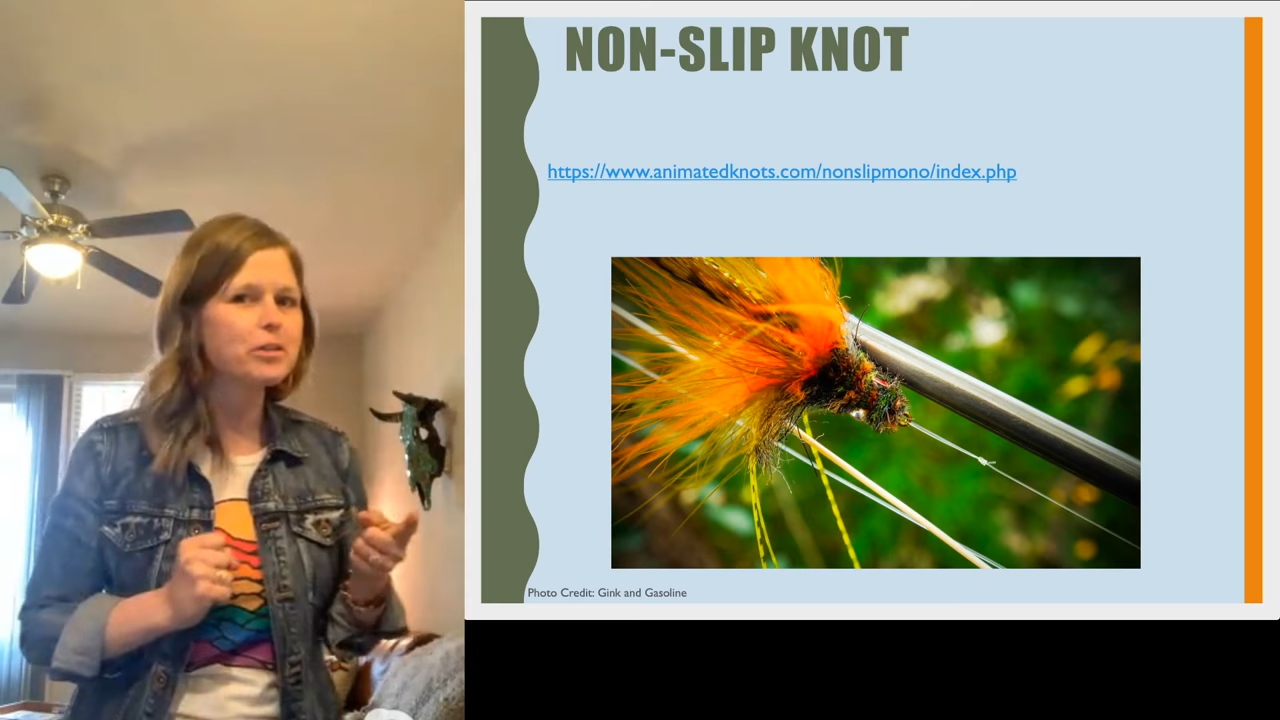 NON-SLIP KNOT
https://www.animatedknots.com/nonslipmono/index.php
Photo Credit: Gink and Gasoline